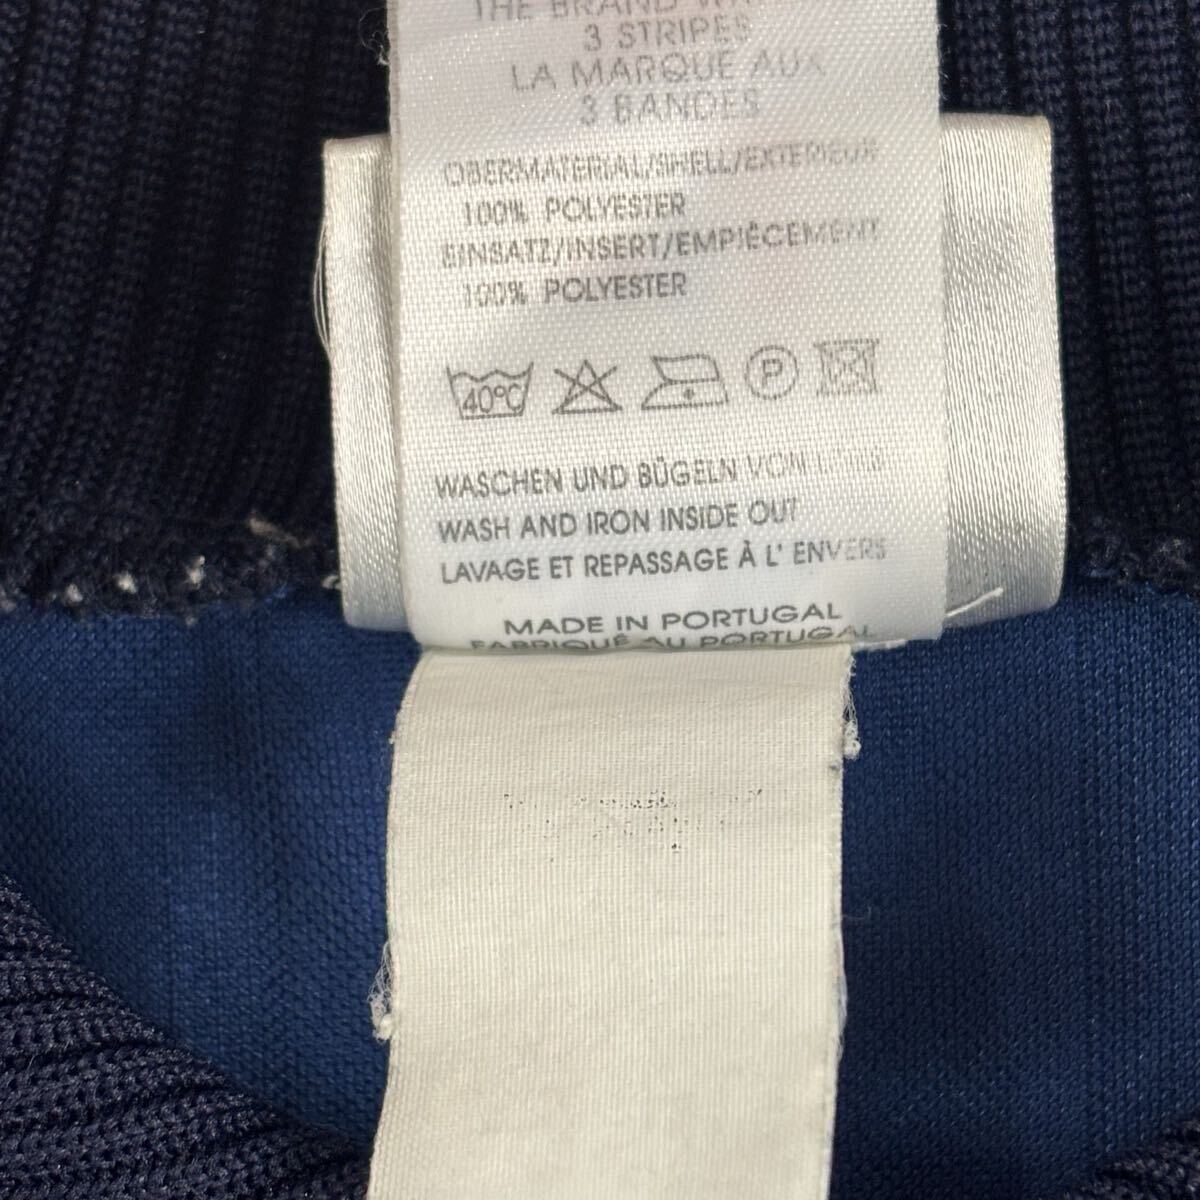 THE BRAND
3 STRIPES
LA MARQUE AUX
3 BANDES
OBERMATERIAL/SHELL/EXTERIEUR
100% POLYESTER
EINSATZ/INSERT/EMPIÈCEMENT
100% POLYESTER
40°C P
WASCHEN UND BÜGELN VON LINKS
WASH AND IRON INSIDE OUT
LAVAGE ET REPASSAGE À L' ENVERS
MADE IN PORTUGAL
FABRIQUÉ AU PORTUGAL